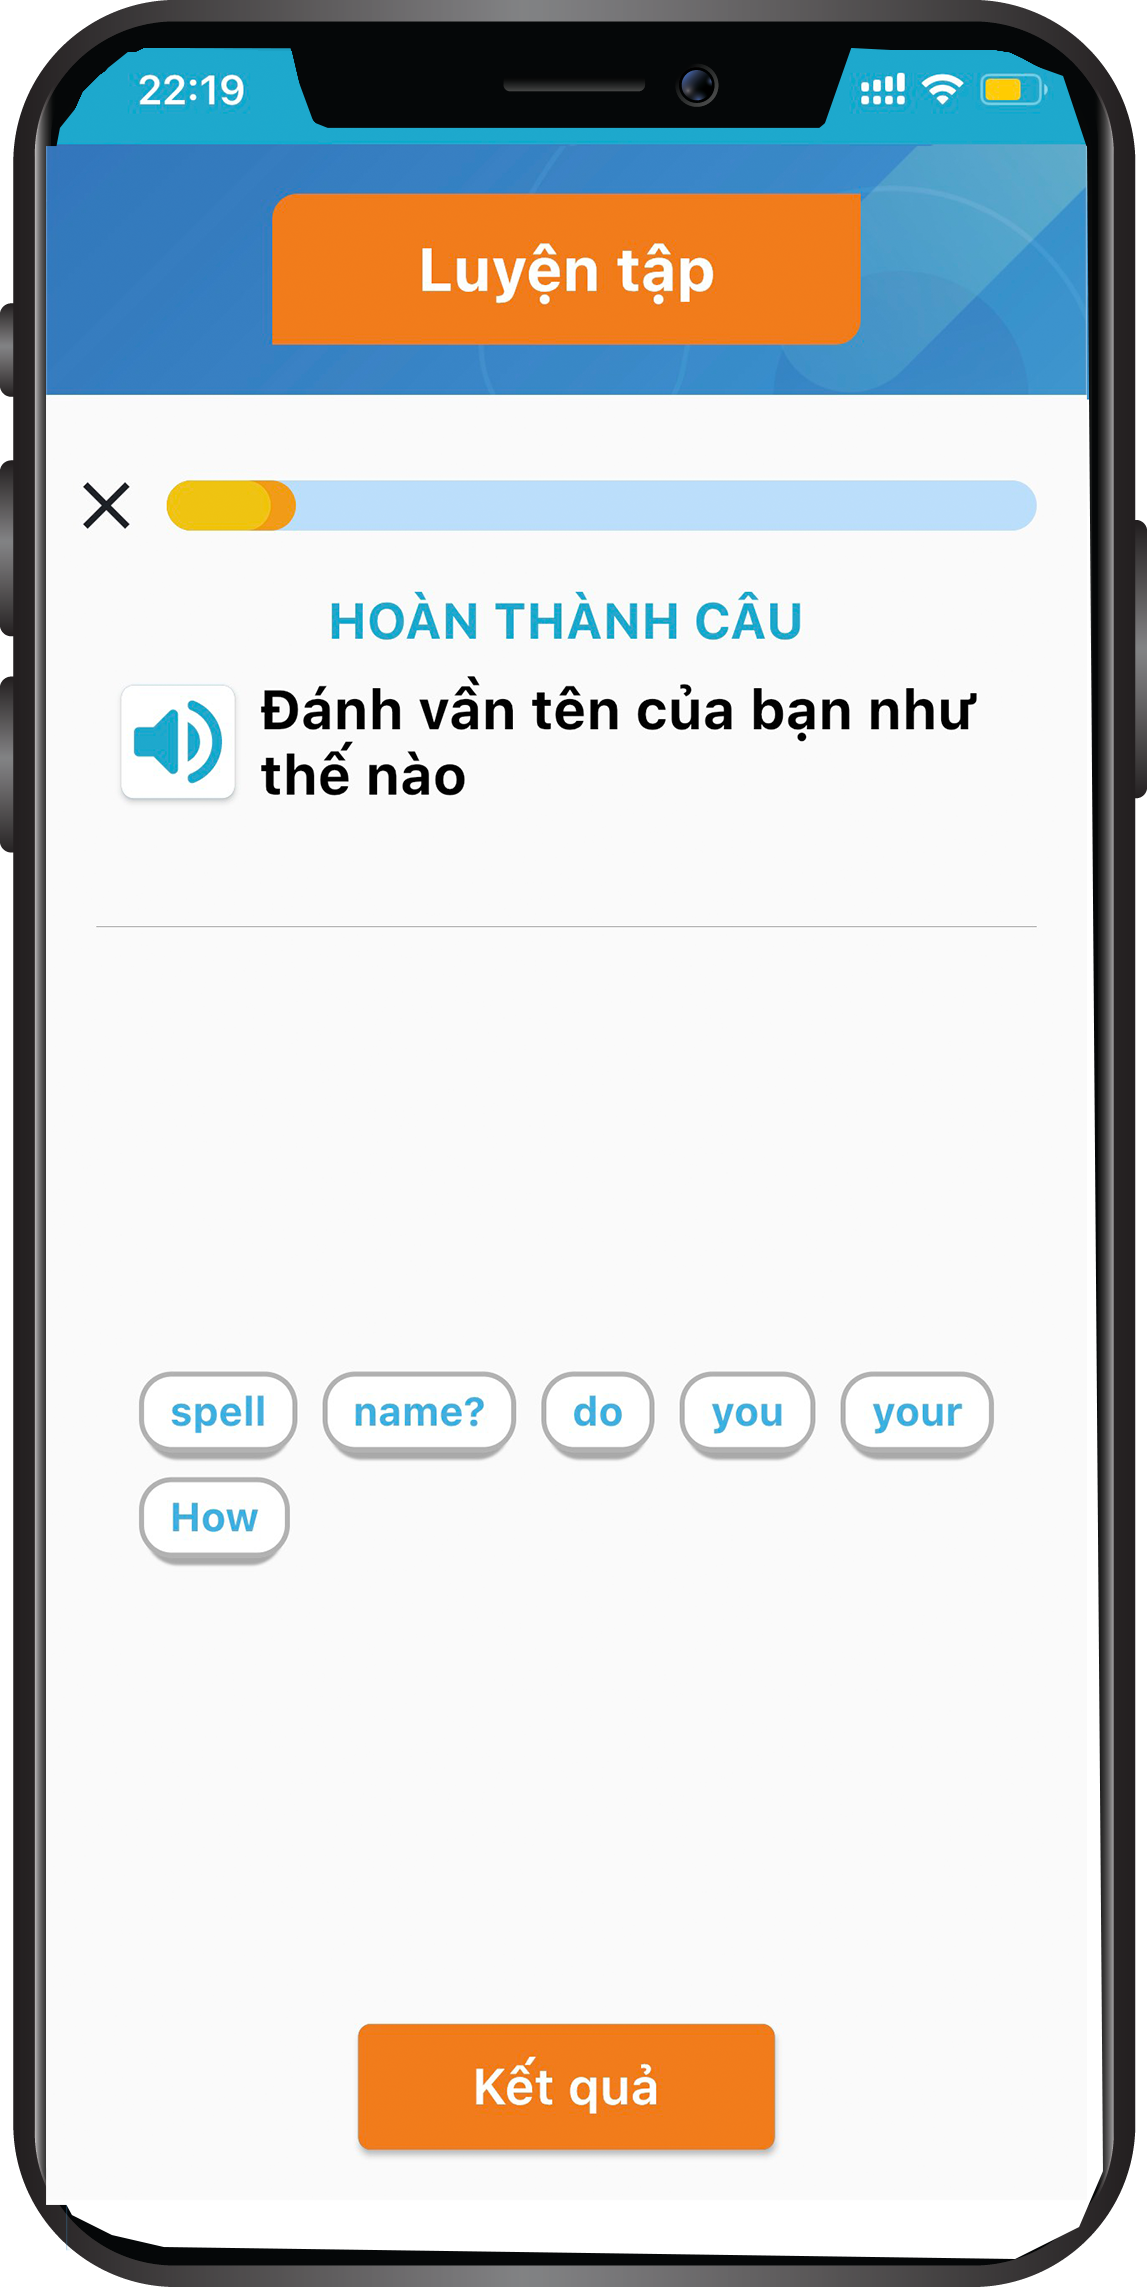 22:19
Luyện tập
HOÀN THÀNH CÂU
Đánh vần tên của bạn như
thế nào
spell name? do you your
How
Kết quả